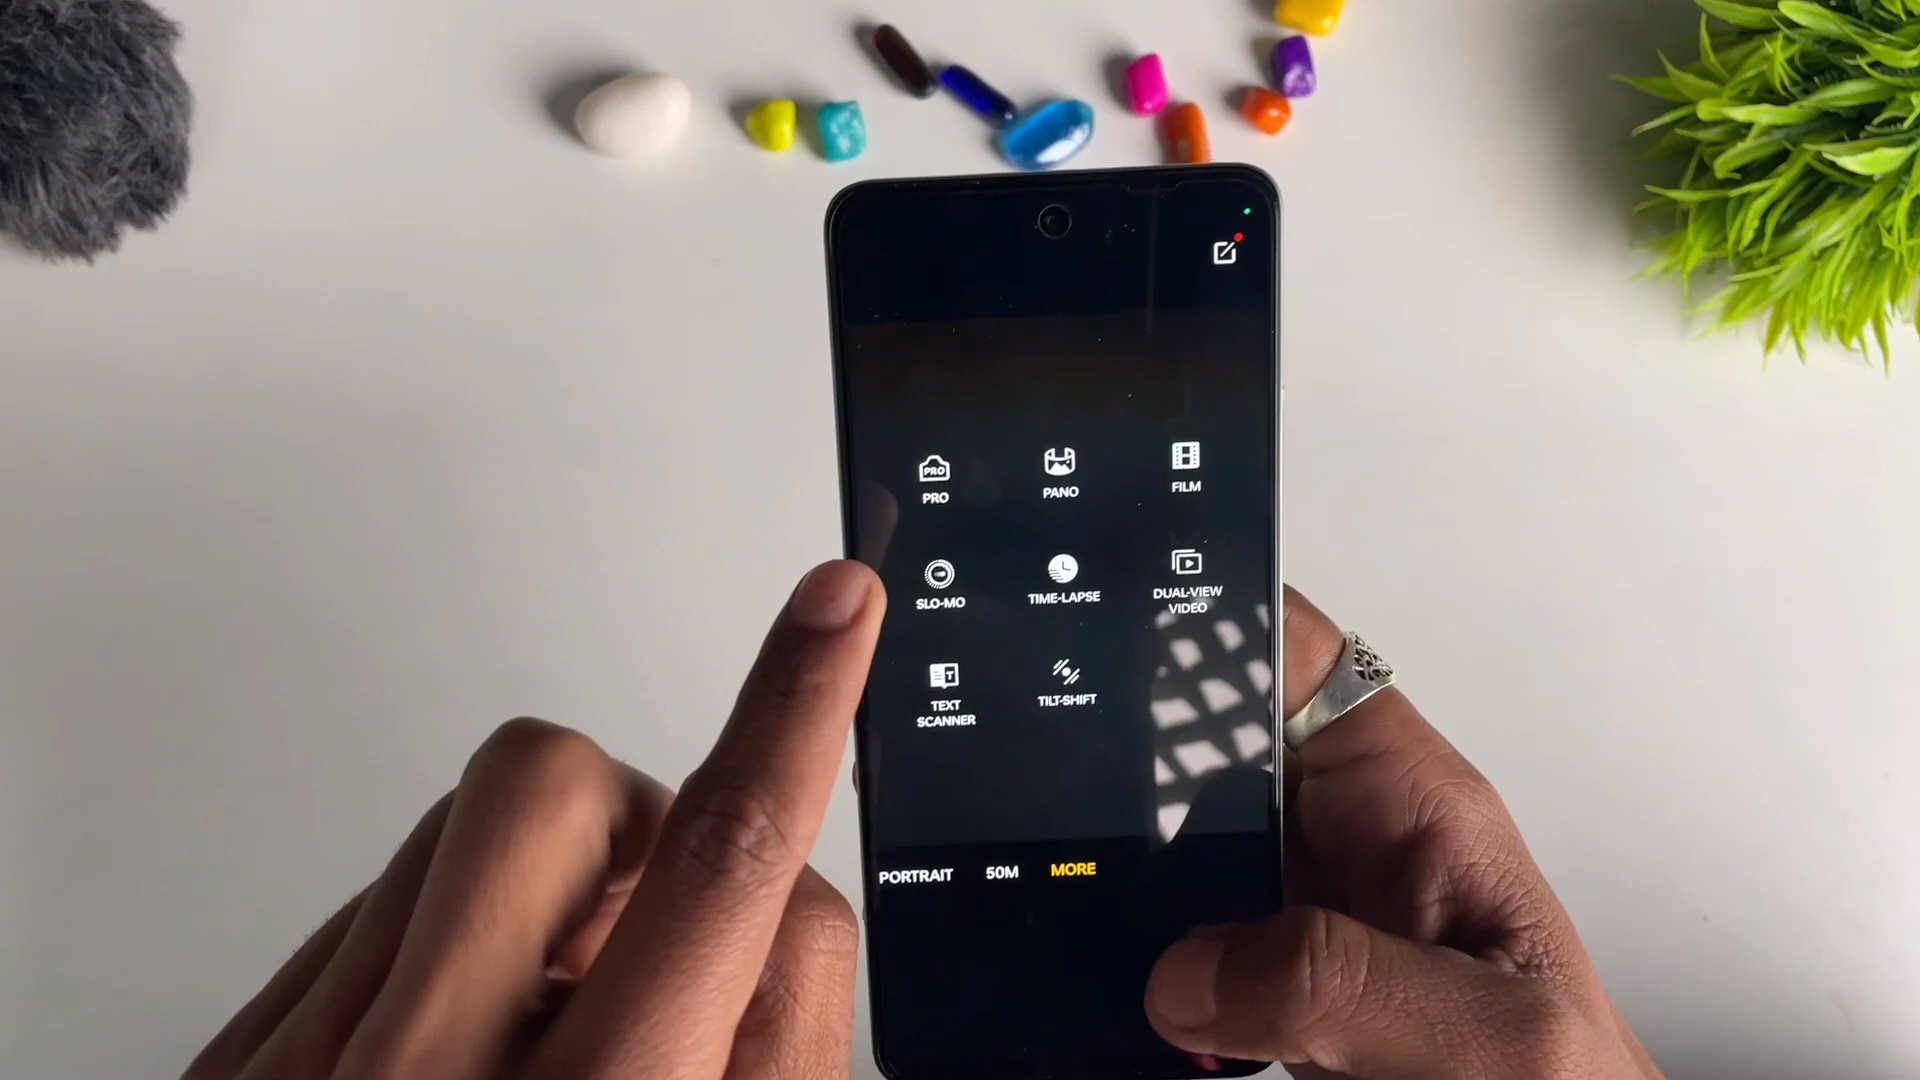 PRO
PRO
PANO
FILM
SLO-MO
TIME-LAPSE
DUAL-VIEW
VIDEO
T
TEXT
SCANNER
TILT-SHIFT
PORTRAIT
50M
MORE